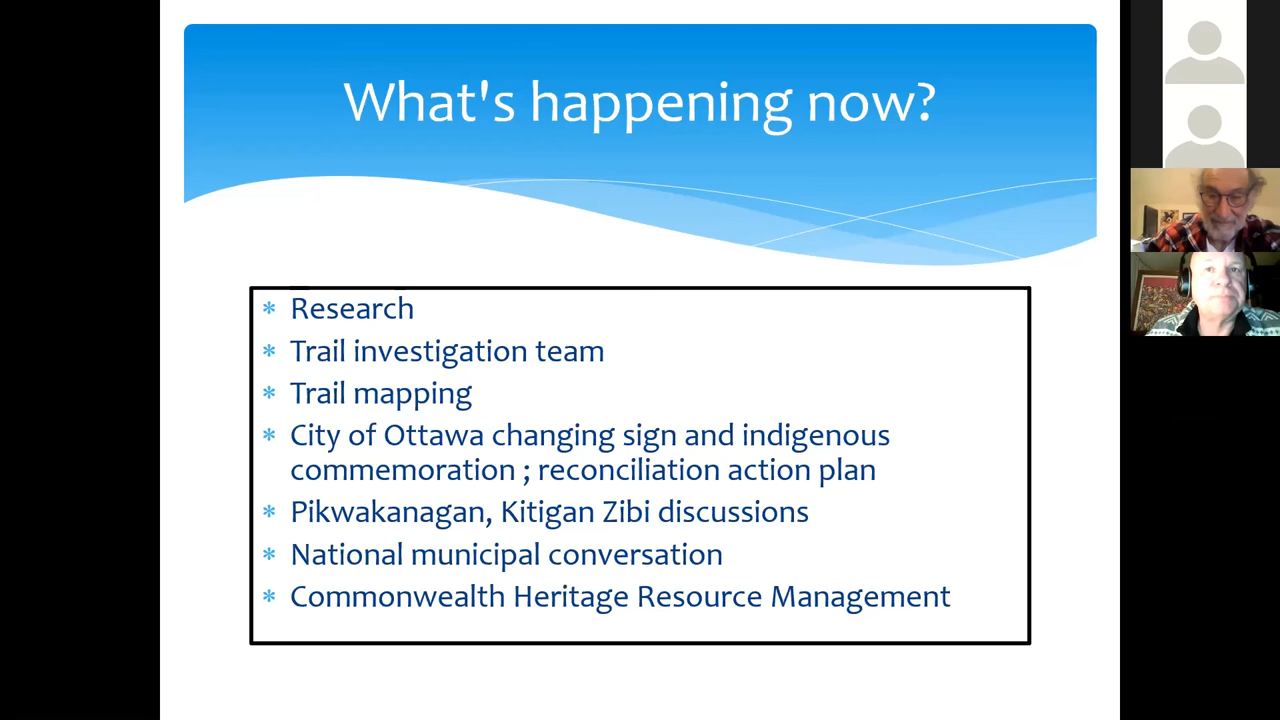 What's happening now?
* Research
* Trail investigation team
* Trail mapping
* City of Ottawa changing sign and indigenous
commemoration ; reconciliation action plan
* Pikwakanagan, Kitigan Zibi discussions
* National municipal conversation
* Commonwealth Heritage Resource Management